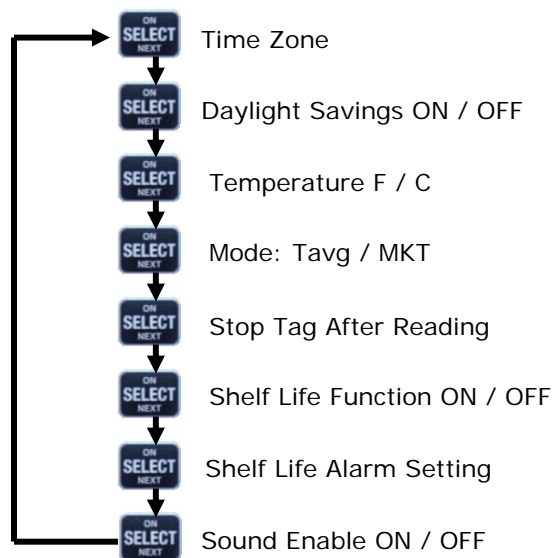 ON
SELECT
NEXT
Time Zone
ON
SELECT
NEXT
Daylight Savings ON / OFF
ON
SELECT
NEXT
Temperature F / C
ON
SELECT
NEXT
Mode: Tavg / MKT
ON
SELECT
NEXT
Stop Tag After Reading
ON
SELECT
NEXT
Shelf Life Function ON / OFF
ON
SELECT
NEXT
Shelf Life Alarm Setting
ON
SELECT
NEXT
Sound Enable ON / OFF